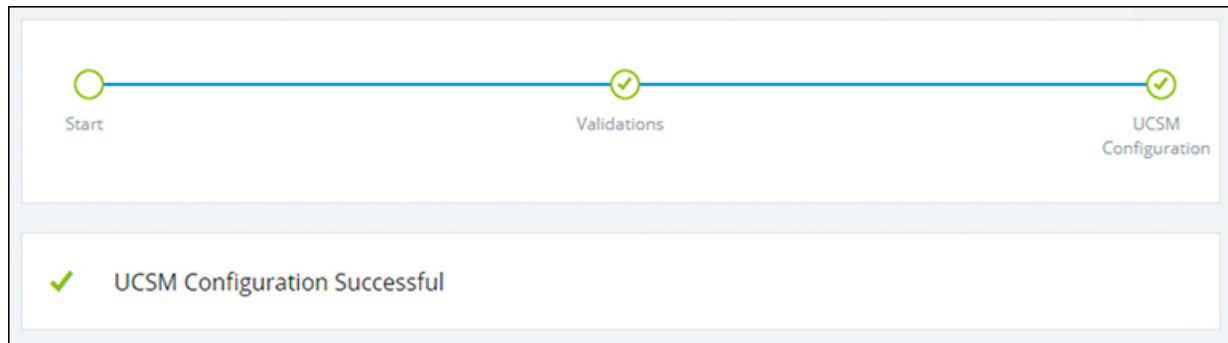 Start
Validations
UCSM
Configuration
UCSM Configuration Successful